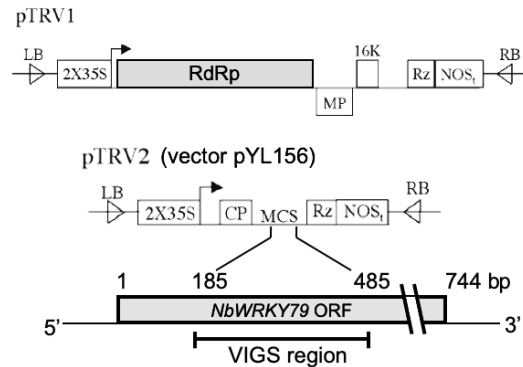 pTRV1
LB 2X35S RdRp MP 16K Rz NOSt RB
pTRV2 (vector pYL156)
LB 2X35S CP MCS Rz NOSt RB
1 185 485 744 bp
5’ NbWRKY79 ORF 3’
VIGS region